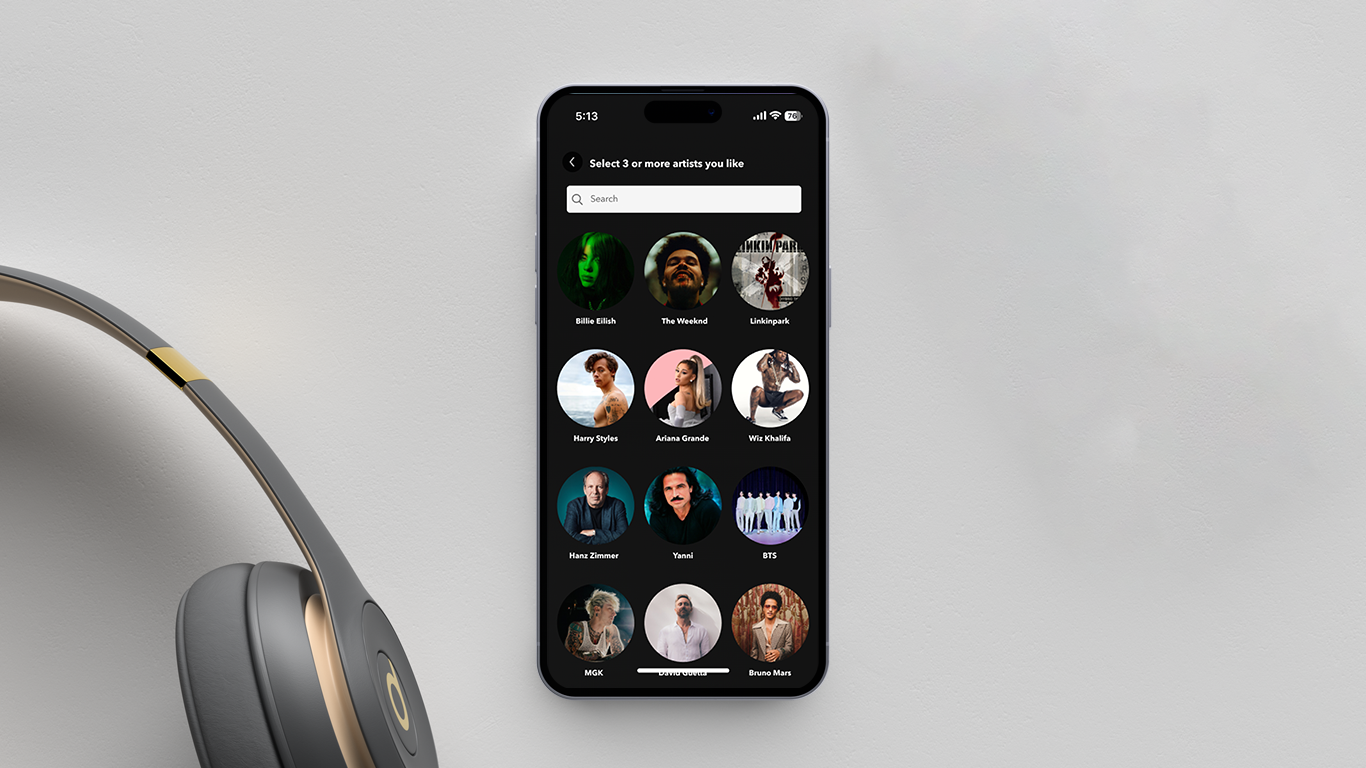 5:13
76
Select 3 or more artists you like
Search
LINKIN PARK
Billie Eilish
The Weeknd
Linkinpark
Harry Styles
Ariana Grande
Wiz Khalifa
Hanz Zimmer
Yanni
BTS
MGK
David Guetta
Bruno Mars